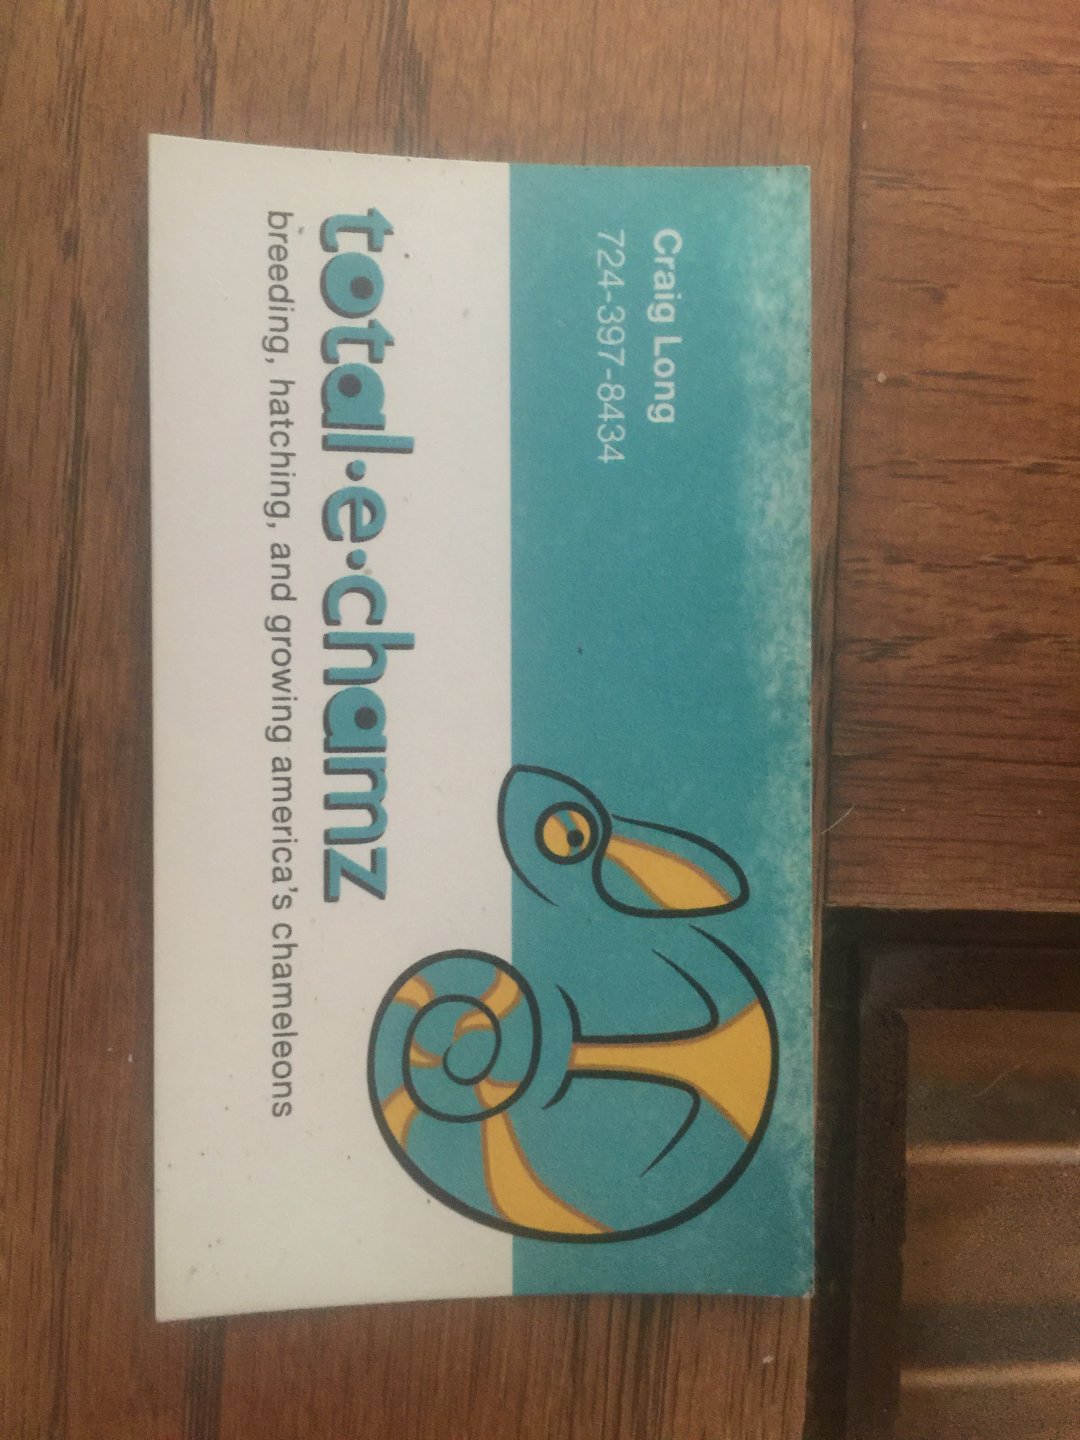 Craig Long
724-397-8434
total•e•chamz
breeding, hatching, and growing america's chameleons